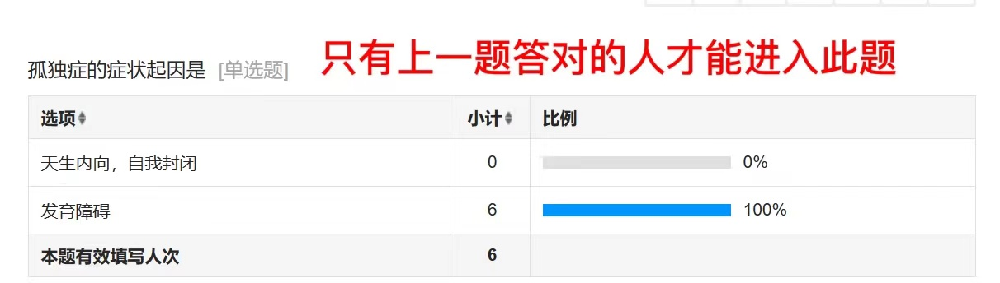 只有上一题答对的人才能进入此题
孤独症的症状起因是 [单选题]
选项 小计 比例
天生内向，自我封闭 0 0%
发育障碍 6 100%
本题有效填写人次 6